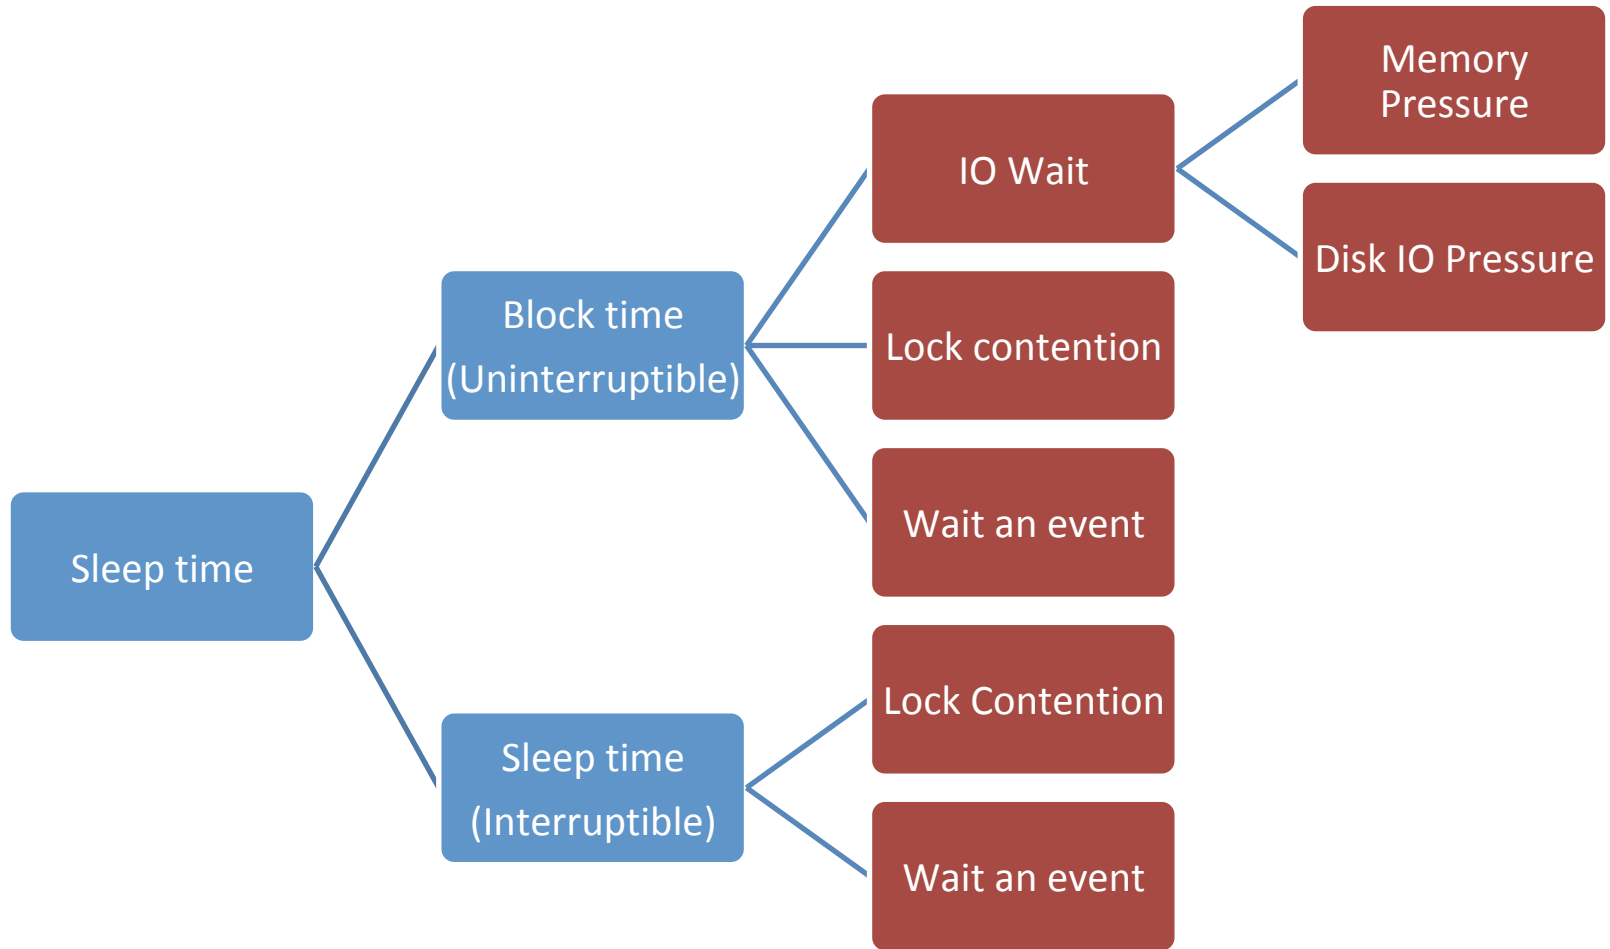 Memory
Pressure
IO Wait
Disk IO Pressure
Block time
(Uninterruptible)
Lock contention
Wait an event
Sleep time
Lock Contention
Sleep time
(Interruptible)
Wait an event